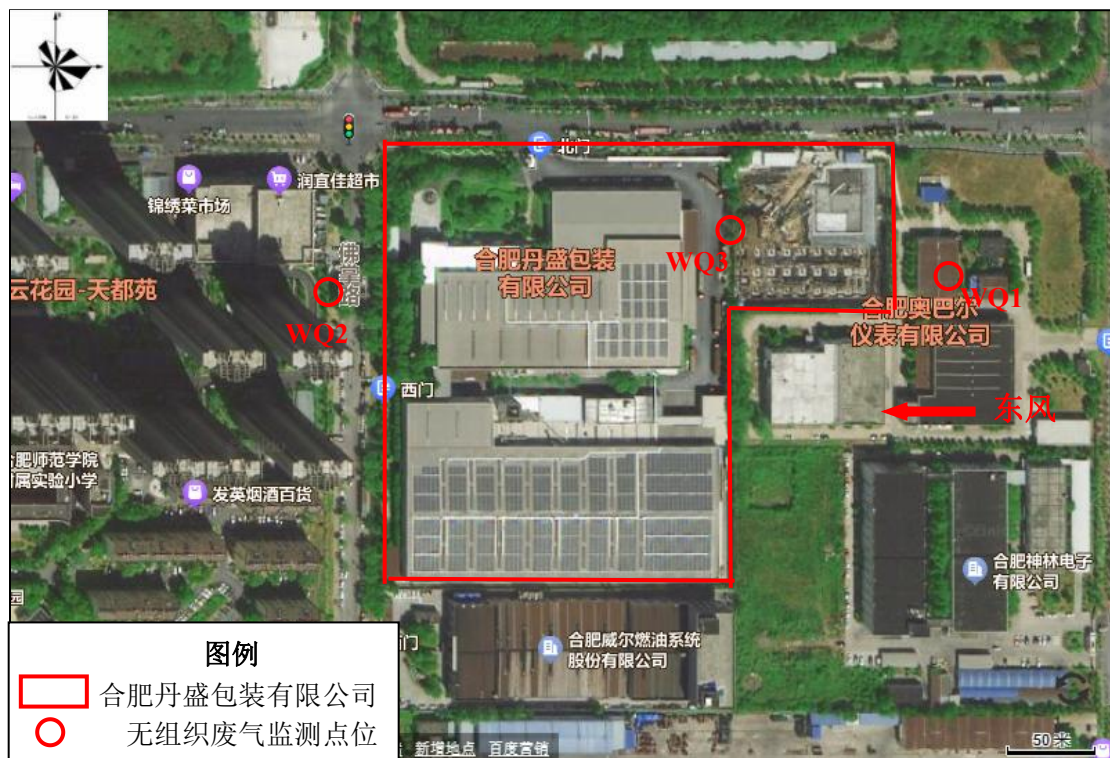 北门
润宜佳超市
锦绣菜市场
佛掌路
合肥丹盛包装
有限公司
WQ3
WQ1
云花园-天都苑
WQ2
合肥奥巴尔
仪表有限公司
西门
东风
合肥师范学院
属实验小学
发英烟酒百货
合肥神林电子
有限公司
园
门
合肥威尔燃油系统
股份有限公司
图例
合肥丹盛包装有限公司
无组织废气监测点位
新增地点 百度营销
50米